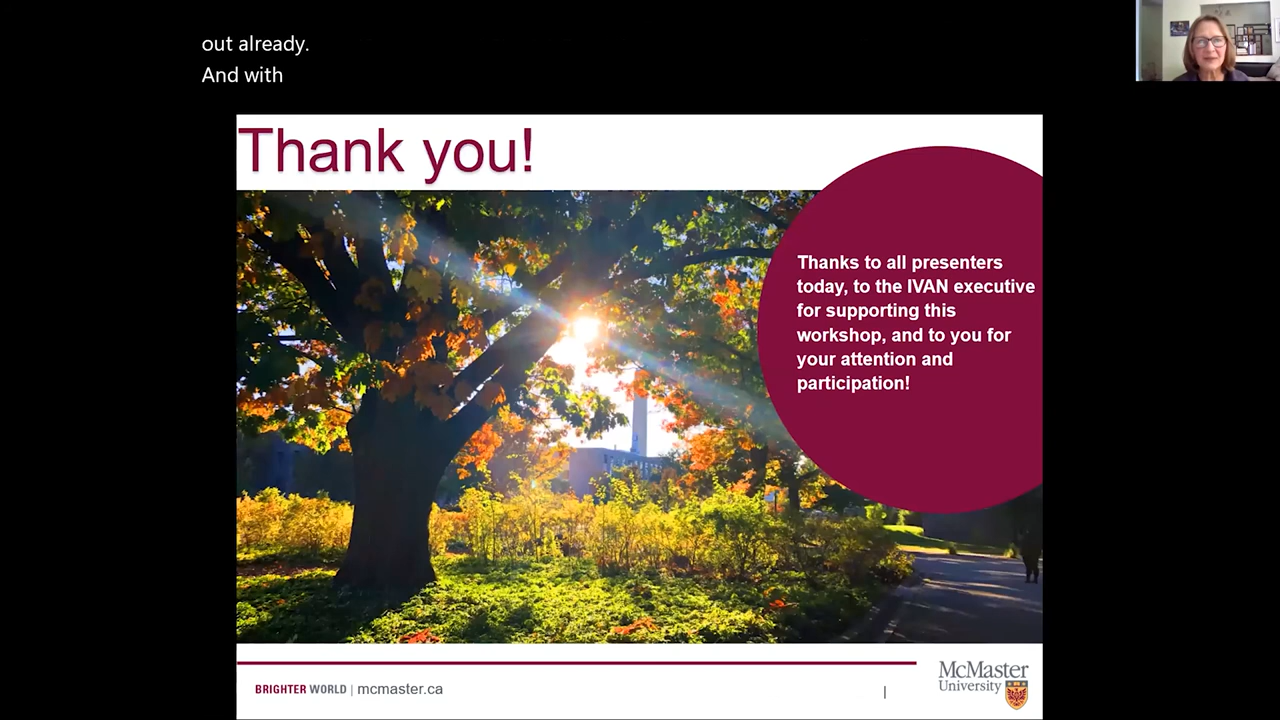 out already.
And with
Thank you!
Thanks to all presenters
today, to the IVAN executive
for supporting this
workshop, and to you for
your attention and
participation!
BRIGHTER WORLD | mcmaster.ca
|
McMaster
University